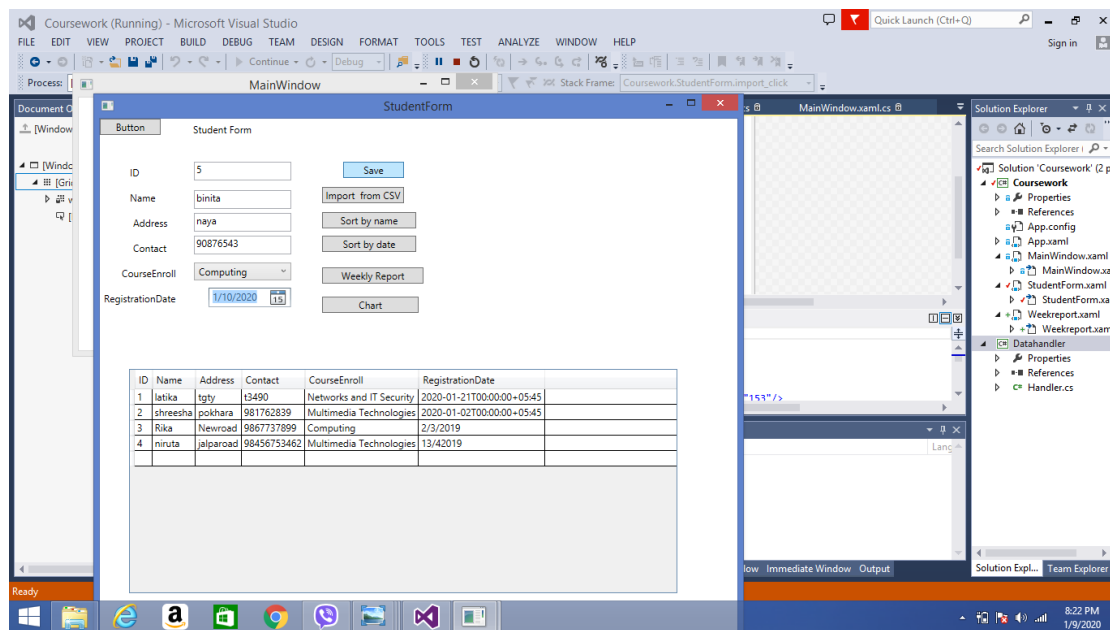 Coursework (Running) - Microsoft Visual Studio
Quick Launch (Ctrl+Q)
FILE EDIT VIEW PROJECT BUILD DEBUG TEAM DESIGN FORMAT TOOLS TEST ANALYZE WINDOW HELP
Sign in
Continue Debug
Process:
MainWindow
Stack Frame: Coursework.StudentForm.import_click
Document O
StudentForm
MainWindow.xaml.cs
Solution Explorer
[Window
Button
Student Form
Search Solution Explorer (
[Windo
Solution 'Coursework' (2 p
[Gri
Coursework
ID 5 Save
Properties
Name binita Import from CSV
References
App.config
Address naya Sort by name
App.xaml
Contact 90876543 Sort by date
MainWindow.xaml
MainWindow.xa
CourseEnroll Computing Weekly Report
StudentForm.xaml
RegistrationDate 1/10/2020 15 Chart
StudentForm.xa
Weekreport.xaml
Weekreport.xam
Datahandler
Properties
References
Handler.cs
ID Name Address Contact CourseEnroll RegistrationDate
1 latika tgty t3490 Networks and IT Security 2020-01-21T00:00:00+05:45
2 shreesha pokhara 981762839 Multimedia Technologies 2020-01-02T00:00:00+05:45
3 Rika Newroad 9867737899 Computing 2/3/2019
4 niruta jalparoad 98456753462 Multimedia Technologies 13/42019
"153"/>
Lang
low Immediate Window Output
Solution Expl... Team Explorer
Ready
8:22 PM
1/9/2020